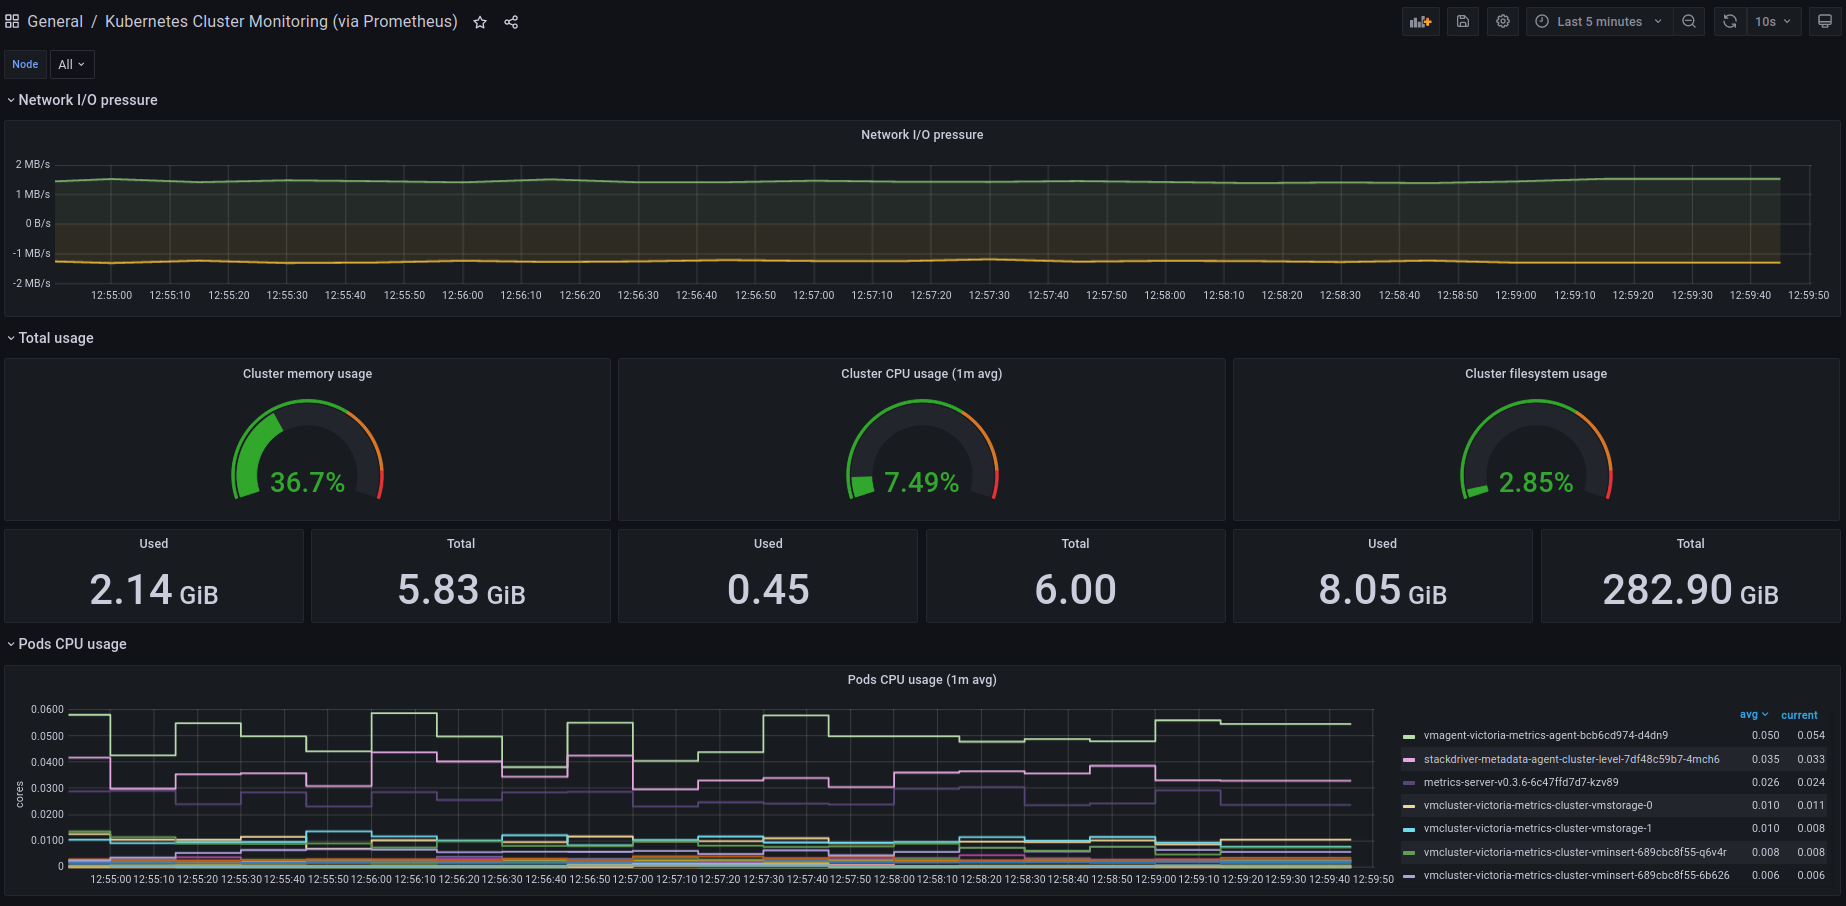 General / Kubernetes Cluster Monitoring (via Prometheus)
Last 5 minutes
10s
Node All
Network I/O pressure
Network I/O pressure
2 MB/s
1 MB/s
0 B/s
-1 MB/s
-2 MB/s
12:55:00 12:55:10 12:55:20 12:55:30 12:55:40 12:55:50 12:56:00 12:56:10 12:56:20 12:56:30 12:56:40 12:56:50 12:57:00 12:57:10 12:57:20 12:57:30 12:57:40 12:57:50 12:58:00 12:58:10 12:58:20 12:58:30 12:58:40 12:58:50 12:59:00 12:59:10 12:59:20 12:59:30 12:59:40 12:59:50
Total usage
Cluster memory usage
36.7%
Cluster CPU usage (1m avg)
7.49%
Cluster filesystem usage
2.85%
Used
2.14 GiB
Total
5.83 GiB
Used
0.45
Total
6.00
Used
8.05 GiB
Total
282.90 GiB
Pods CPU usage
Pods CPU usage (1m avg)
cores
0.0600
0.0500
0.0400
0.0300
0.0200
0.0100
0
12:55:00 12:55:10 12:55:20 12:55:30 12:55:40 12:55:50 12:56:00 12:56:10 12:56:20 12:56:30 12:56:40 12:56:50 12:57:00 12:57:10 12:57:20 12:57:30 12:57:40 12:57:50 12:58:00 12:58:10 12:58:20 12:58:30 12:58:40 12:58:50 12:59:00 12:59:10 12:59:20 12:59:30 12:59:40 12:59:50
avg current
vmagent-victoria-metrics-agent-bcb6cd974-d4dn9 0.050 0.054
stackdriver-metadata-agent-cluster-level-7df48c59b7-4mch6 0.035 0.033
metrics-server-v0.3.6-6c47ffd7d7-kzv89 0.026 0.024
vmcluster-victoria-metrics-cluster-vmstorage-0 0.010 0.011
vmcluster-victoria-metrics-cluster-vmstorage-1 0.010 0.008
vmcluster-victoria-metrics-cluster-vminsert-689cbc8f55-q6v4r 0.008 0.008
vmcluster-victoria-metrics-cluster-vminsert-689cbc8f55-6b626 0.006 0.006